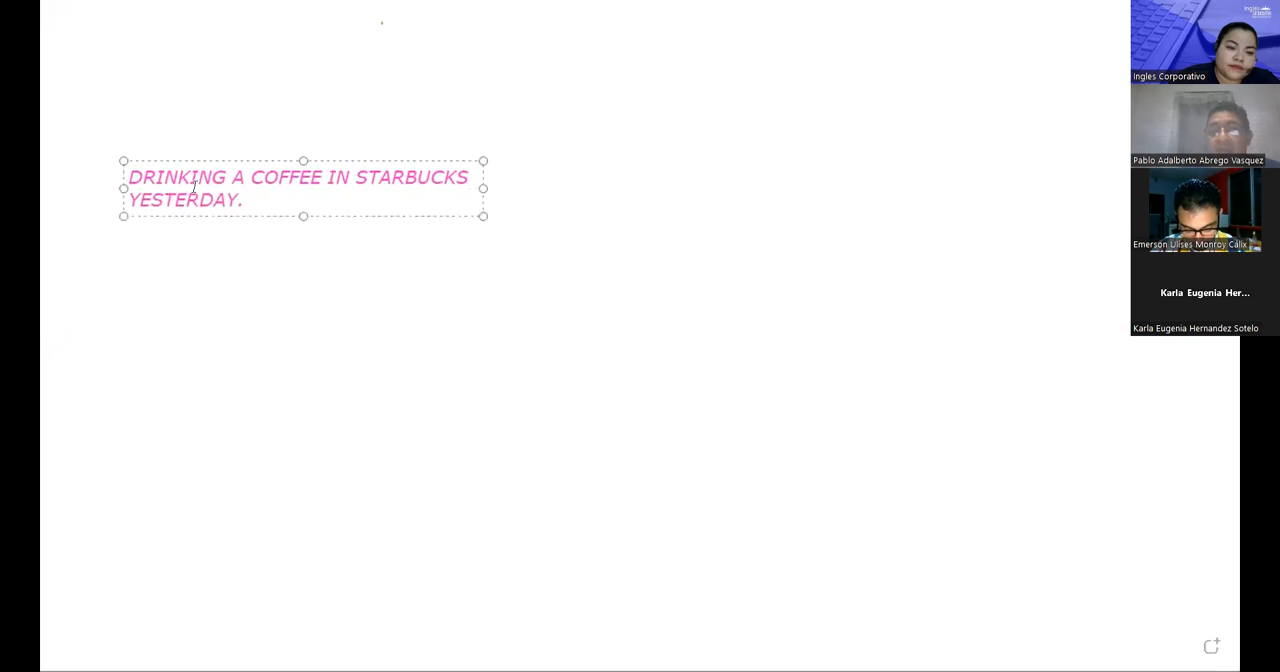 DRINKING A COFFEE IN STARBUCKS
YESTERDAY.
Ingles Corporativo
Pablo Adalberto Abrego Vasquez
Emerson Ulises Monroy Cálix
Karla Eugenia Her...
Karla Eugenia Hernandez Sotelo